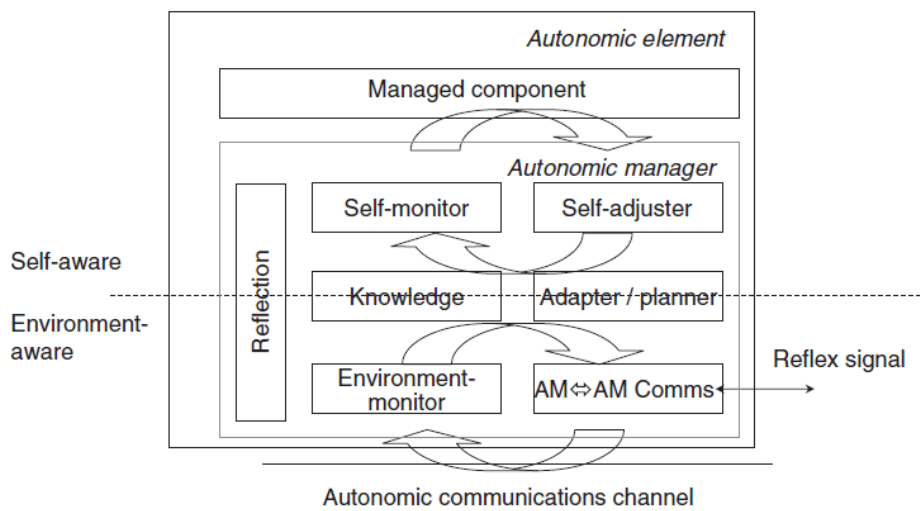 Autonomic element
Managed component
Autonomic manager
Self-monitor
Self-adjuster
Self-aware
Reflection
Knowledge
Adapter / planner
Environment-
aware
Environment-
monitor
AM⇔AM Comms
Reflex signal
Autonomic communications channel